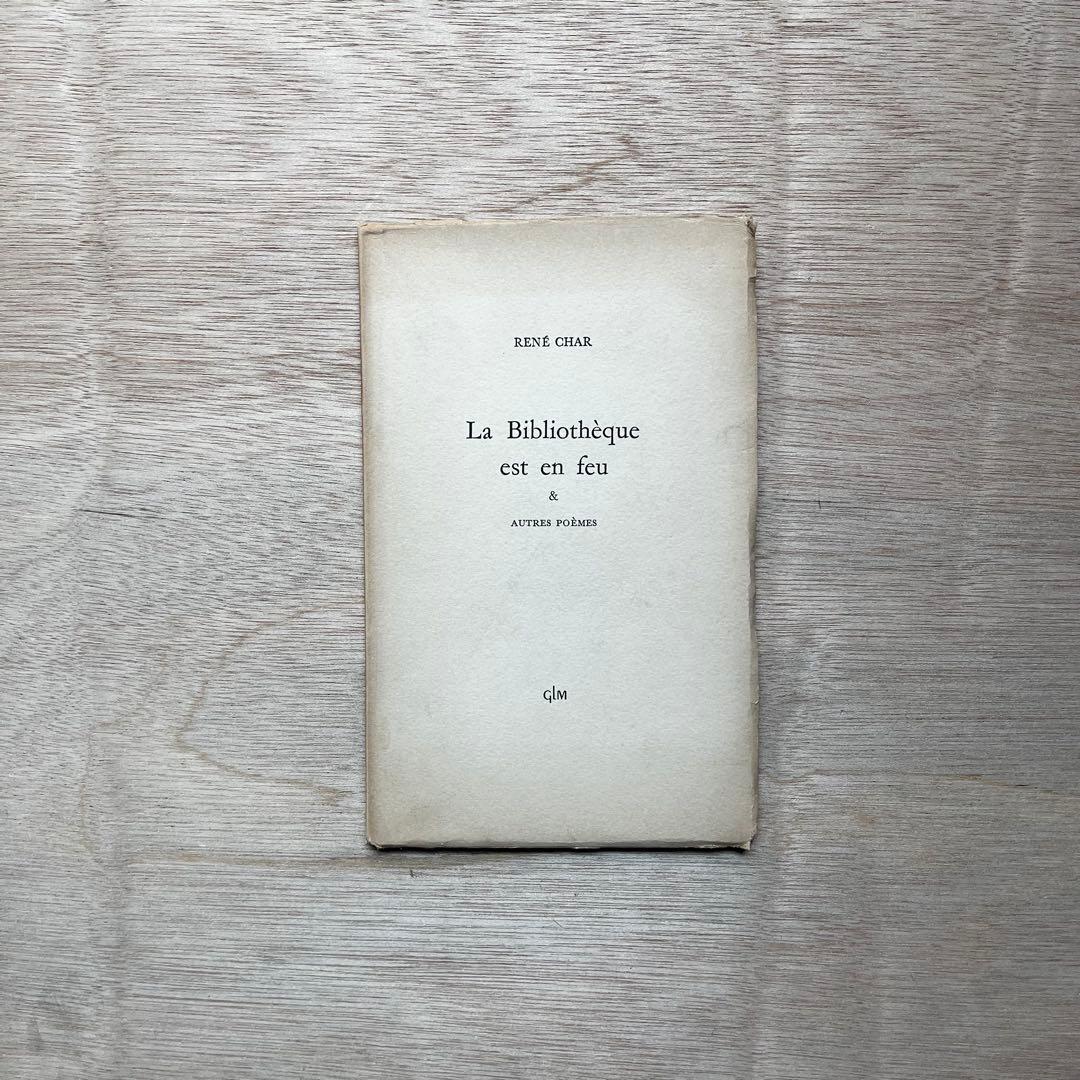 RENÉ CHAR
La Bibliothèque
est en feu
&
AUTRES POÈMES
GLM